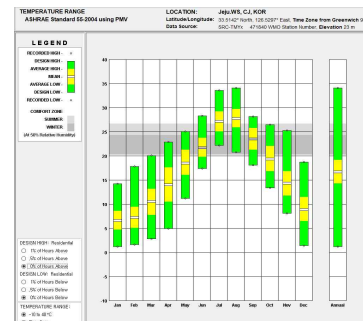 TEMPERATURE RANGE
ASHRAE Standard 55-2004 using PMV
LOCATION: Jeju.WS, CJ, KOR
Latitude/Longitude: 33.5142° North, 126.5297° East, Time Zone from Greenwich 9
Data Source: SRC-TMYX 471840 WMO Station Number, Elevation 23 m
LEGEND
RECORDED HIGH -
DESIGN HIGH -
AVERAGE HIGH -
MEAN -
AVERAGE LOW -
DESIGN LOW -
RECORDED LOW -
COMFORT ZONE
SUMMER
WINTER
(At 50% Relative Humidity)
DESIGN HIGH: Residential
1% of Hours Above
.5% of Hours Above
0% of Hours Above
DESIGN LOW: Residential
1% of Hours Below
.5% of Hours Below
0% of Hours Below
TEMPERATURE RANGE:
-10 to 40 °C
40
35
30
25
20
15
10
5
0
-5
-10
Jan Feb Mar Apr May Jun Jul Aug Sep Oct Nov Dec Annual